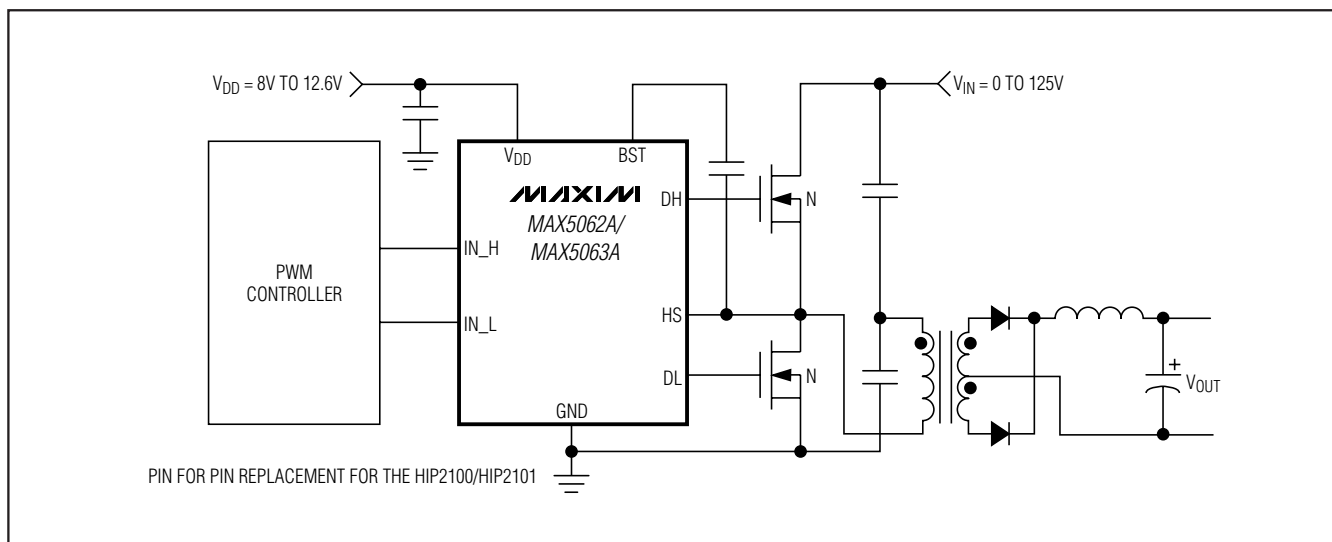 V_DD = 8V TO 12.6V
V_IN = 0 TO 125V
V_DD
BST
MAXIM
DH
N
MAX5062A/
MAX5063A
IN_H
PWM
CONTROLLER
HS
IN_L
DL
N
+
V_OUT
GND
PIN FOR PIN REPLACEMENT FOR THE HIP2100/HIP2101